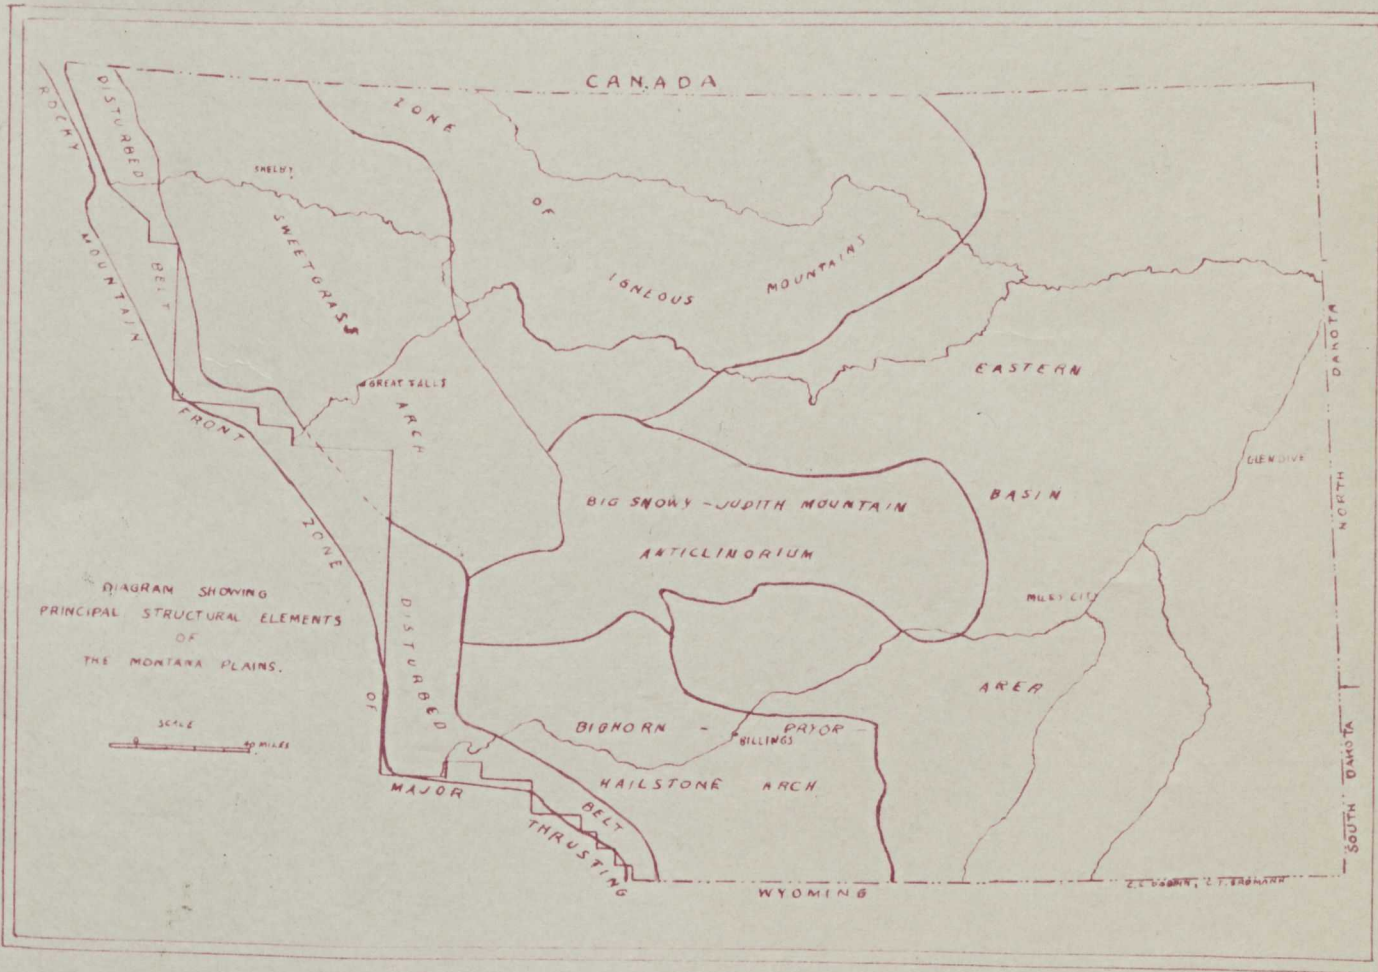 CANADA
ROCKY MOUNTAIN FRONT ZONE OF MAJOR THRUSTING
DISTURBED BELT
ZONE OF IGNEOUS MOUNTAINS
SHELBY
SWEETGRASS ARCH
GREAT FALLS
EASTERN BASIN AREA
NORTH DAKOTA
GLENDIVE
BIG SNOWY - JUDITH MOUNTAIN
ANTICLINORIUM
DIAGRAM SHOWING
PRINCIPAL STRUCTURAL ELEMENTS
OF
THE MONTANA PLAINS.
SCALE
0 40 MILES
MILES CITY
DISTURBED BELT
BIGHORN - PRYOR -
BILLINGS
HAILSTONE ARCH
SOUTH DAKOTA
WYOMING
C.E. DOBBIN, C.T. ERDMANN